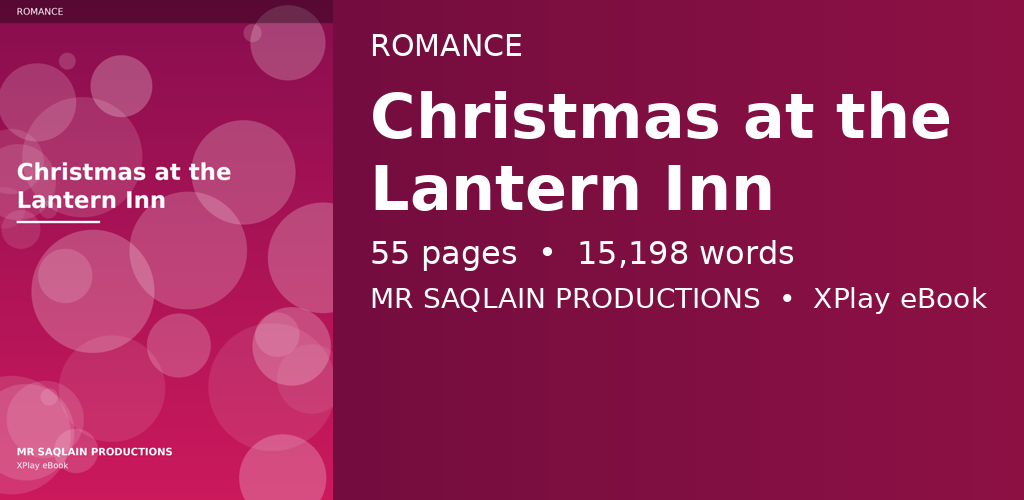 ROMANCE
Christmas at the
Lantern Inn
MR SAQLAIN PRODUCTIONS
XPlay eBook
ROMANCE
Christmas at the
Lantern Inn
55 pages • 15,198 words
MR SAQLAIN PRODUCTIONS • XPlay eBook